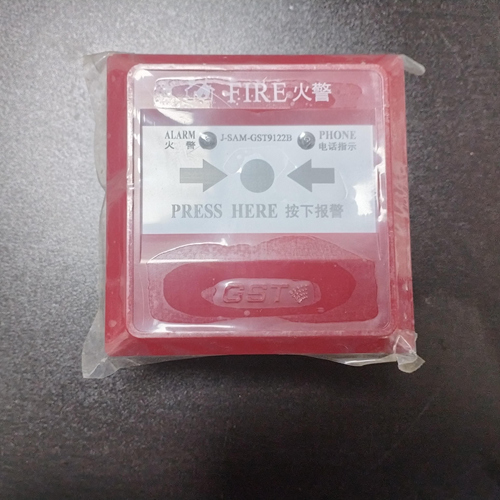 FIRE 火警
ALARM J-SAM-GST9122B PHONE
火 警 电话指示
PRESS HERE 按下报警
GST